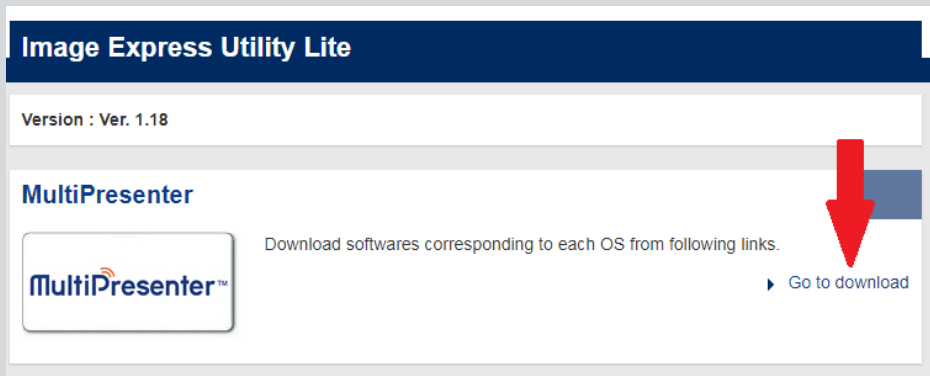 Image Express Utility Lite
Version : Ver. 1.18
MultiPresenter
MultiPresenter™
Download softwares corresponding to each OS from following links.
Go to download